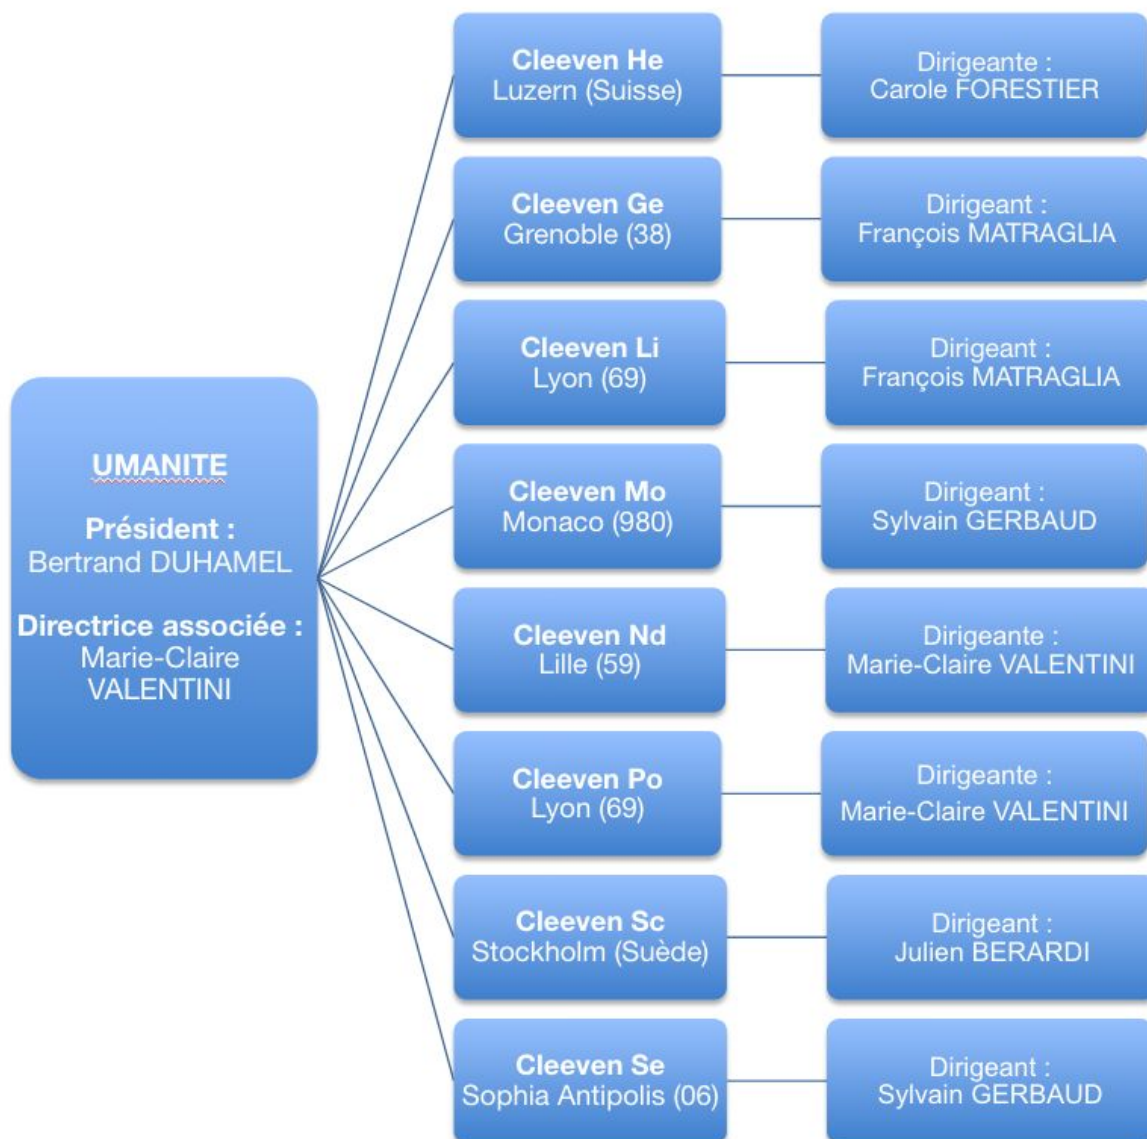 UMANITE
Président :
Bertrand DUHAMEL
Directrice associée :
Marie-Claire
VALENTINI
Cleeven He
Luzern (Suisse)
Dirigeante :
Carole FORESTIER
Cleeven Ge
Grenoble (38)
Dirigeant :
François MATRAGLIA
Cleeven Li
Lyon (69)
Dirigeant :
François MATRAGLIA
Cleeven Mo
Monaco (980)
Dirigeant :
Sylvain GERBAUD
Cleeven Nd
Lille (59)
Dirigeante :
Marie-Claire VALENTINI
Cleeven Po
Lyon (69)
Dirigeante :
Marie-Claire VALENTINI
Cleeven Sc
Stockholm (Suède)
Dirigeant :
Julien BERARDI
Cleeven Se
Sophia Antipolis (06)
Dirigeant :
Sylvain GERBAUD